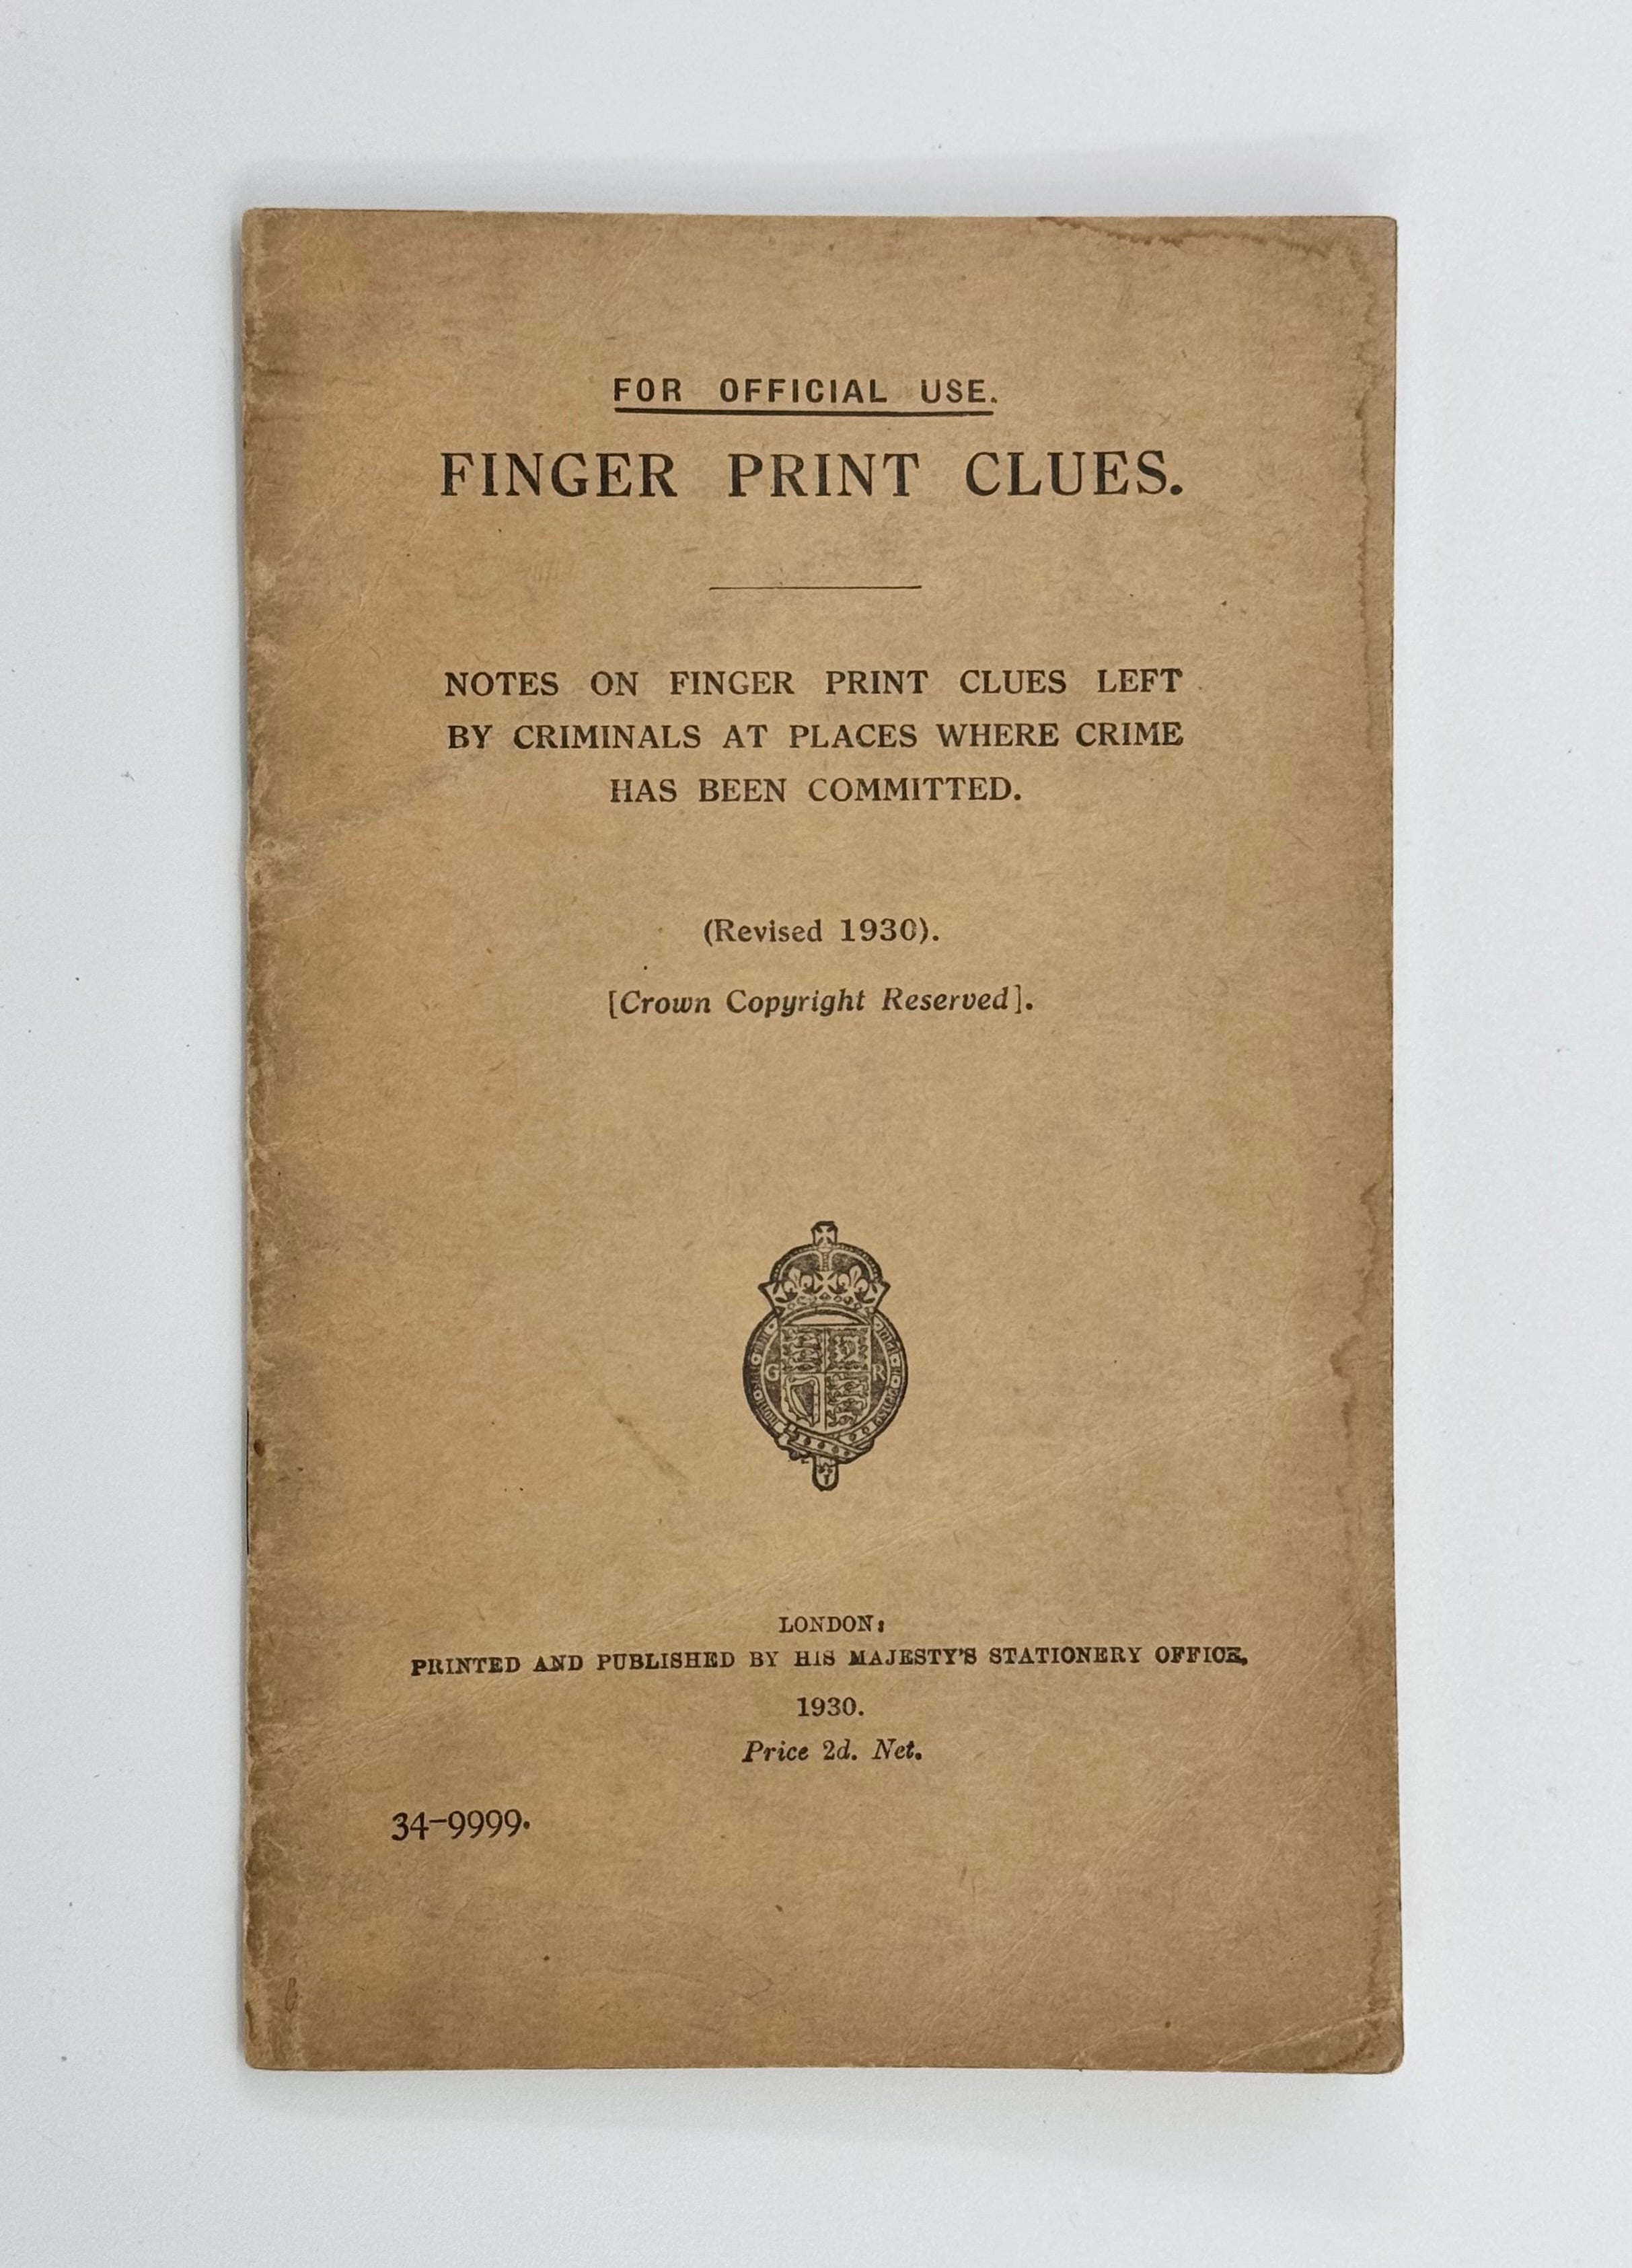 FOR OFFICIAL USE.
FINGER PRINT CLUES.
NOTES ON FINGER PRINT CLUES LEFT
BY CRIMINALS AT PLACES WHERE CRIME
HAS BEEN COMMITTED.
(Revised 1930).
[Crown Copyright Reserved].
G R
LONDON:
PRINTED AND PUBLISHED BY HIS MAJESTY'S STATIONERY OFFICE,
1930.
Price 2d. Net.
34-9999.